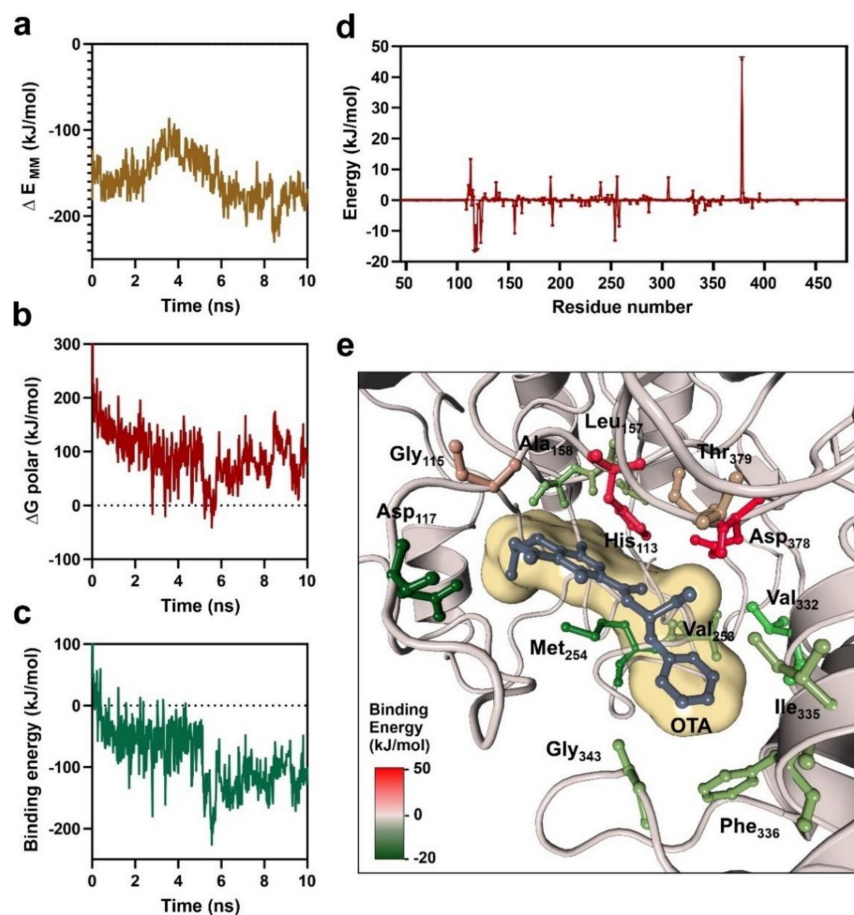 a
0
-100
-200
Δ E MM (kJ/mol)
0 2 4 6 8 10
Time (ns)
b
300
200
100
0
-100
ΔG polar (kJ/mol)
0 2 4 6 8 10
Time (ns)
c
100
0
-100
-200
Binding energy (kJ/mol)
0 2 4 6 8 10
Time (ns)
d
50
40
30
20
10
0
-10
-20
Energy (kJ/mol)
50 100 150 200 250 300 350 400 450
Residue number
e
Leu157
Gly115
Ala158
Thr379
Asp117
His113
Asp378
Val332
Val253
Met254
Ile335
OTA
Gly343
Phe336
Binding
Energy
(kJ/mol)
50
0
-20